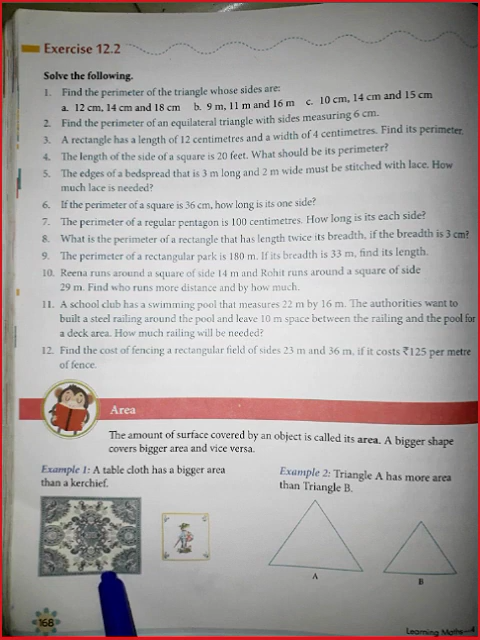 Exercise 12.2
Solve the following.
1. Find the perimeter of the triangle whose sides are:
a. 12 cm, 14 cm and 18 cm b. 9 m, 11 m and 16 m c. 10 cm, 14 cm and 15 cm
2. Find the perimeter of an equilateral triangle with sides measuring 6 cm.
3. A rectangle has a length of 12 centimetres and a width of 4 centimetres. Find its perimeter.
4. The length of the side of a square is 20 feet. What should be its perimeter?
5. The edges of a bedspread that is 3 m long and 2 m wide must be stitched with lace. How
much lace is needed?
6. If the perimeter of a square is 36 cm, how long is its one side?
7. The perimeter of a regular pentagon is 100 centimetres. How long is its each side?
8. What is the perimeter of a rectangle that has length twice its breadth, if the breadth is 3 cm?
9. The perimeter of a rectangular park is 180 m. If its breadth is 33 m, find its length.
10. Reena runs around a square of side 14 m and Rohit runs around a square of side
29 m. Find who runs more distance and by how much.
11. A school club has a swimming pool that measures 22 m by 16 m. The authorities want to
built a steel railing around the pool and leave 10 m space between the railing and the pool for
a deck area. How much railing will be needed?
12. Find the cost of fencing a rectangular field of sides 23 m and 36 m, if it costs ₹125 per metre
of fence.
Area
The amount of surface covered by an object is called its area. A bigger shape
covers bigger area and vice versa.
Example 1: A table cloth has a bigger area
than a kerchief.
Example 2: Triangle A has more area
than Triangle B.
A
B
168
Learning Maths—4